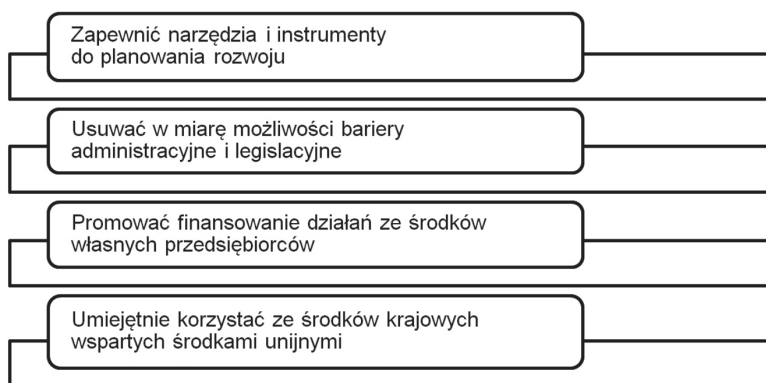 Zapewnić narzędzia i instrumenty
do planowania rozwoju
Usuwać w miarę możliwości bariery
administracyjne i legislacyjne
Promować finansowanie działań ze środków
własnych przedsiębiorców
Umiejętnie korzystać ze środków krajowych
wspartych środkami unijnymi